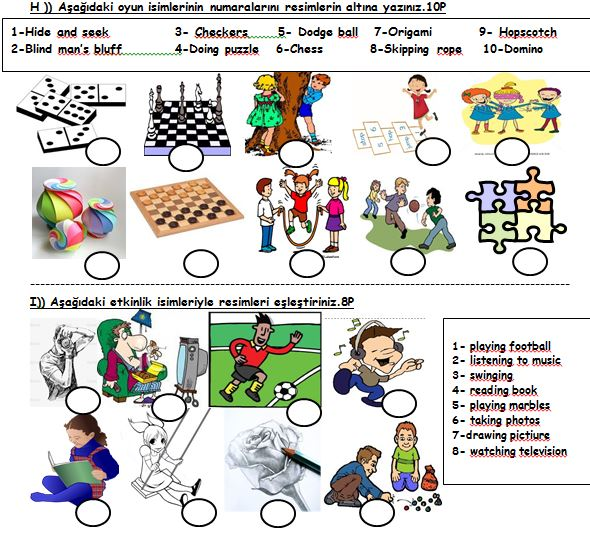 H )) Aşağıdaki oyun isimlerinin numaralarını resimlerin altına yazınız.10P
1-Hide and seek 3- Checkers 5- Dodge ball 7-Origami 9- Hopscotch
2-Blind man's bluff 4-Doing puzzle 6-Chess 8-Skipping rope 10-Domino
I)) Aşağıdaki etkinlik isimleriyle resimleri eşleştiriniz.8P
1- playing football
2- listening to music
3- swinging
4- reading book
5- playing marbles
6- taking photos
7-drawing pictiure
8- watching television